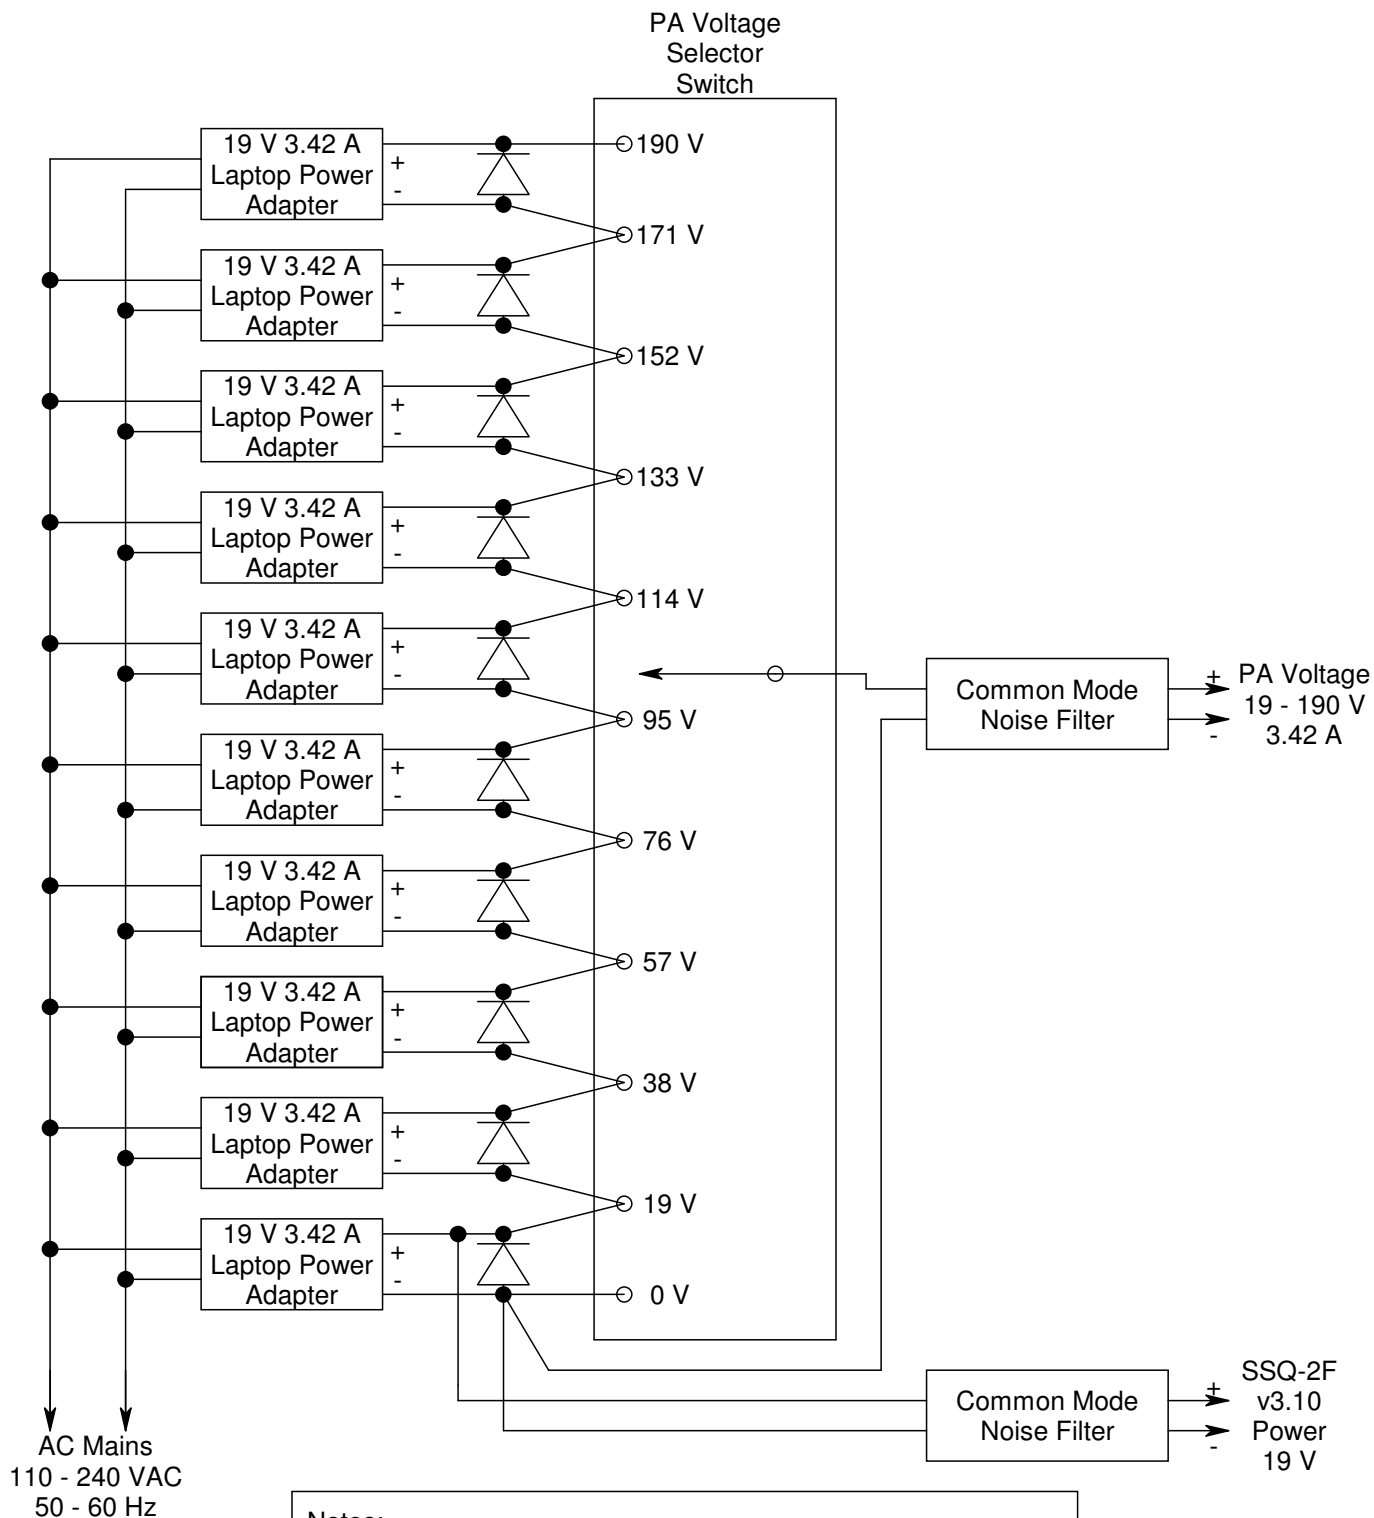 PA Voltage
Selector
Switch
19 V 3.42 A
Laptop Power
Adapter
+
-
190 V
171 V
19 V 3.42 A
Laptop Power
Adapter
+
-
152 V
19 V 3.42 A
Laptop Power
Adapter
+
-
133 V
19 V 3.42 A
Laptop Power
Adapter
+
-
114 V
19 V 3.42 A
Laptop Power
Adapter
+
-
95 V
Common Mode
Noise Filter
+
-
PA Voltage
19 - 190 V
3.42 A
19 V 3.42 A
Laptop Power
Adapter
+
-
76 V
19 V 3.42 A
Laptop Power
Adapter
+
-
57 V
19 V 3.42 A
Laptop Power
Adapter
+
-
38 V
19 V 3.42 A
Laptop Power
Adapter
+
-
19 V
19 V 3.42 A
Laptop Power
Adapter
+
-
0 V
Common Mode
Noise Filter
+
-
SSQ-2F
v3.10
Power
19 V
AC Mains
110 - 240 VAC
50 - 60 Hz
Notes: